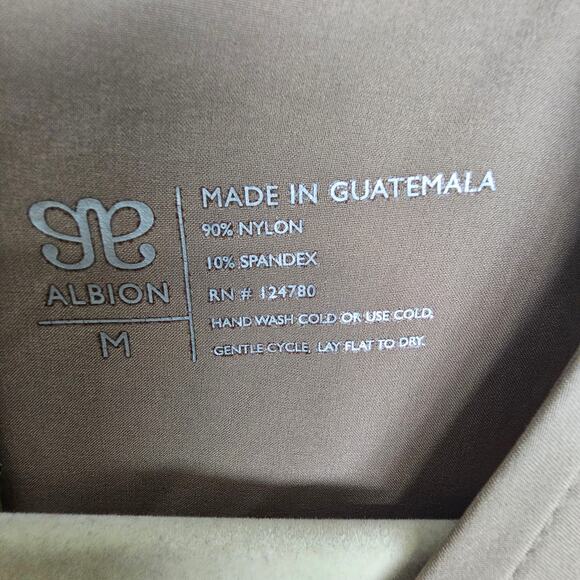 ALBION
M
MADE IN GUATEMALA
90% NYLON
10% SPANDEX
RN # 124780
HAND WASH COLD OR USE COLD,
GENTLE CYCLE, LAY FLAT TO DRY.